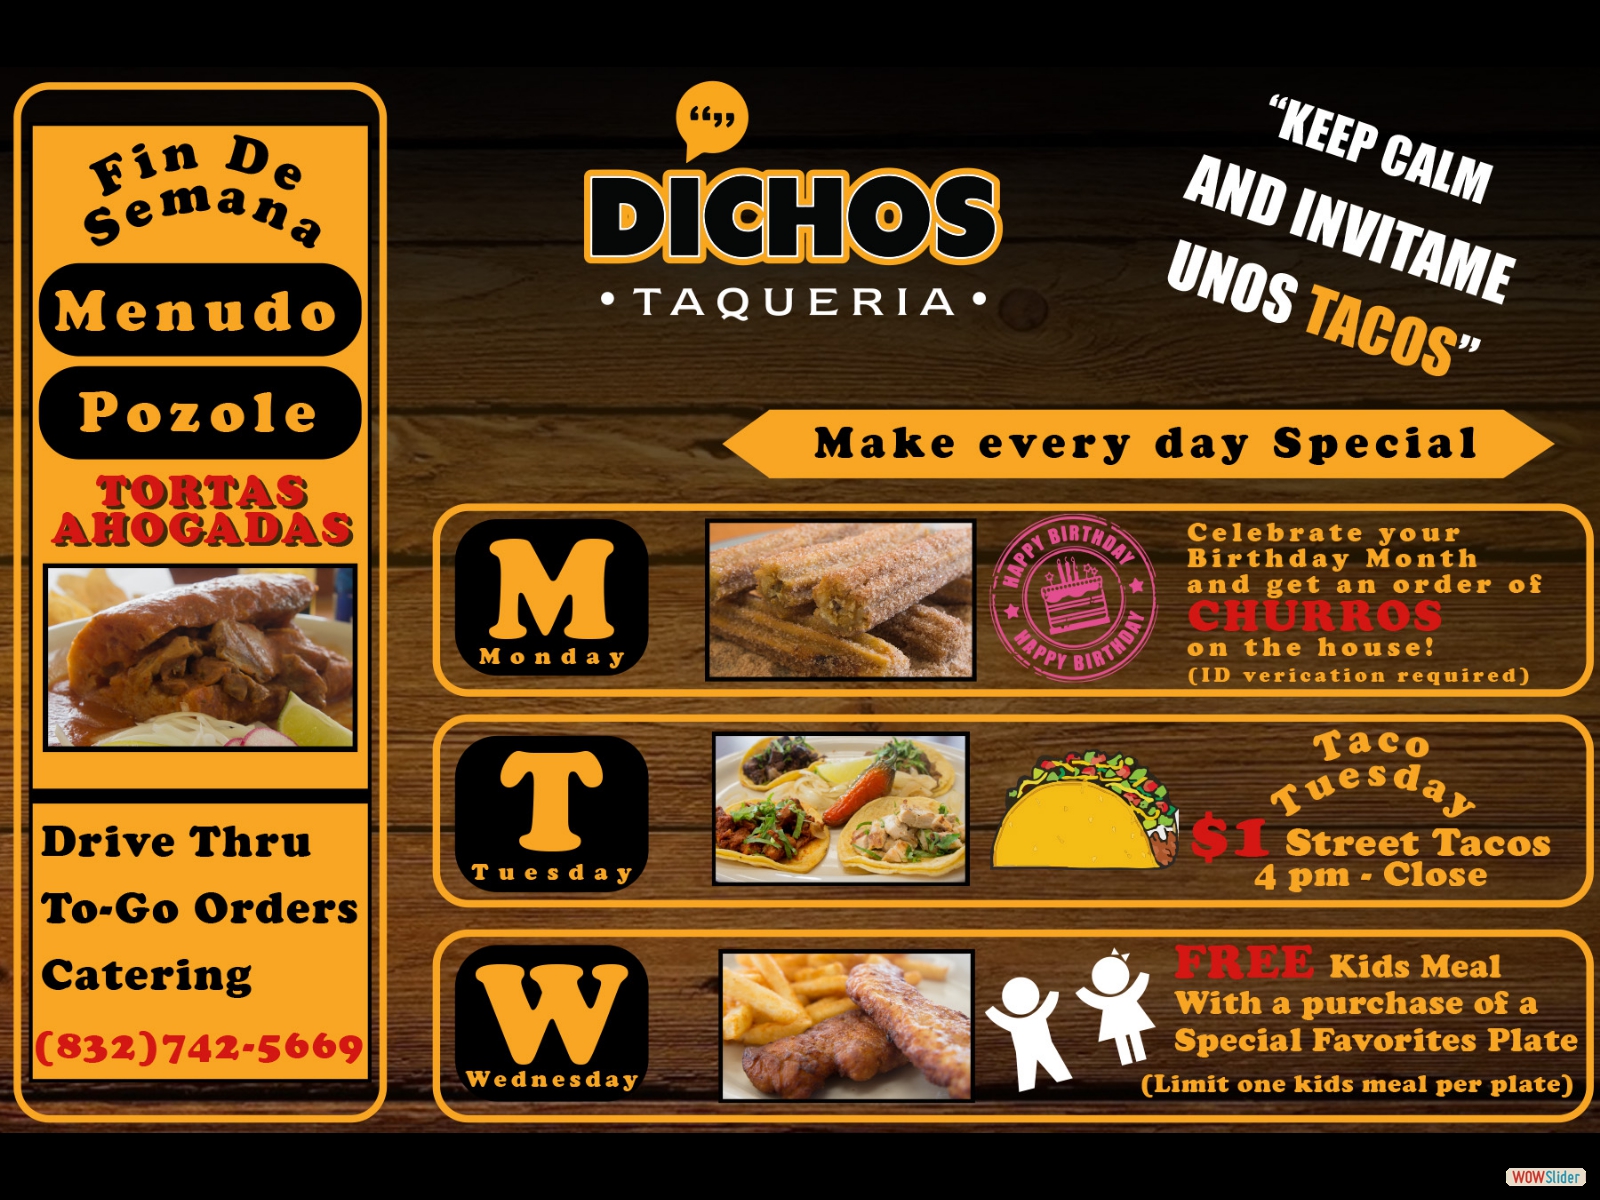 Fin De
Semana
Menudo
Pozole
TORTAS
AHOGADAS
Drive Thru
To-Go Orders
Catering
(832)742-5669
“”
DICHOS
• TAQUERIA •
“KEEP CALM
AND INVITAME
UNOS TACOS”
Make every day Special
M
Monday
HAPPY BIRTHDAY
HAPPY BIRTHDAY
Celebrate your
Birthday Month
and get an order of
CHURROS
on the house!
(ID verication required)
T
Tuesday
Taco
Tuesday
$1 Street Tacos
4 pm - Close
W
Wednesday
FREE Kids Meal
With a purchase of a
Special Favorites Plate
(Limit one kids meal per plate)
WOWSlider